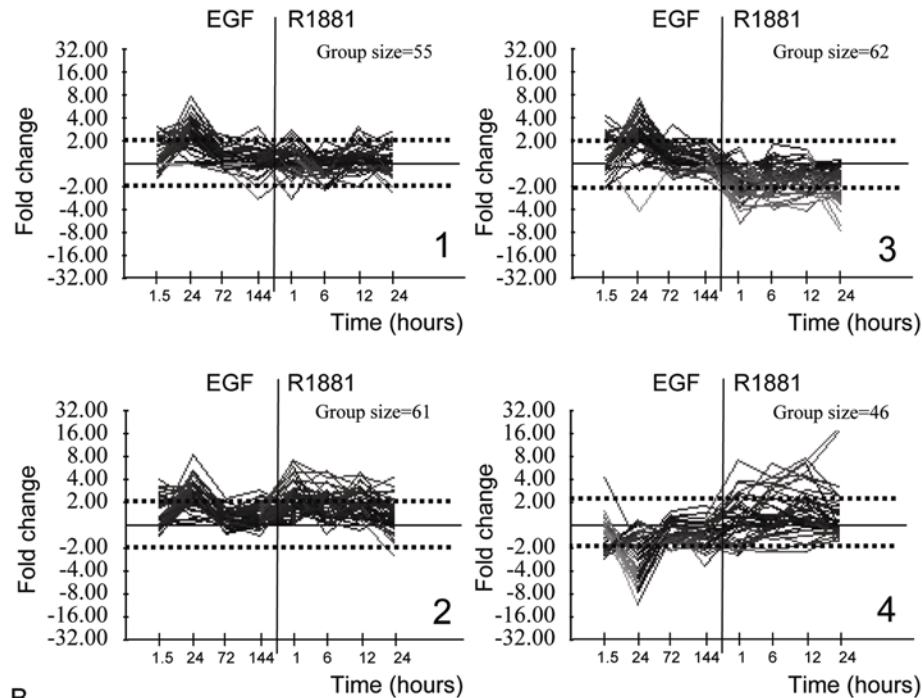 EGF R1881
Group size=55
Fold change
32.00
16.00
8.00
4.00
2.00
-2.00
-4.00
-8.00
-16.00
-32.00
1
1.5 24 72 144 1 6 12 24
Time (hours)
EGF R1881
Group size=62
Fold change
32.00
16.00
8.00
4.00
2.00
-2.00
-4.00
-8.00
-16.00
-32.00
3
1.5 24 72 144 1 6 12 24
Time (hours)
EGF R1881
Group size=61
Fold change
32.00
16.00
8.00
4.00
2.00
-2.00
-4.00
-8.00
-16.00
-32.00
2
1.5 24 72 144 1 6 12 24
Time (hours)
EGF R1881
Group size=46
Fold change
32.00
16.00
8.00
4.00
2.00
-2.00
-4.00
-8.00
-16.00
-32.00
4
1.5 24 72 144 1 6 12 24
Time (hours)